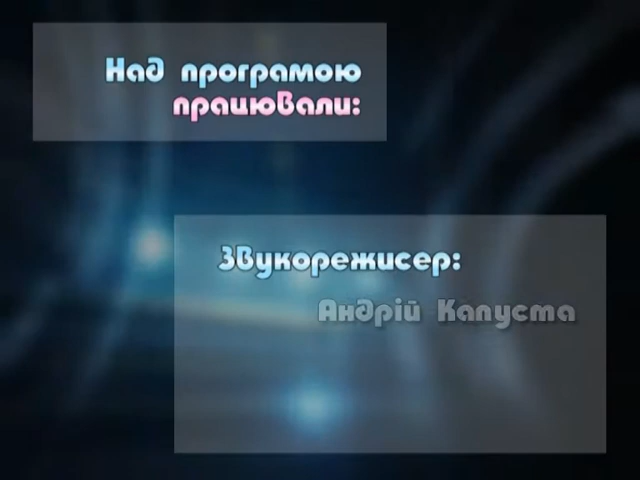 Над програмою
працювали:
Звукорежисер:
Андрій Капуста